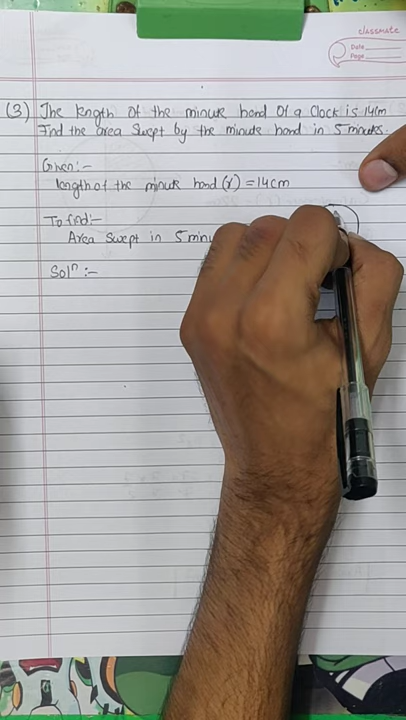 classmate
Date
Page
(3) The length of the minute hand of a clock is 14cm
Find the area swept by the minute hand in 5 minutes.
Given:-
length of the minute hand (r) = 14cm
To find:-
Area Swept in 5 min
Solⁿ :-